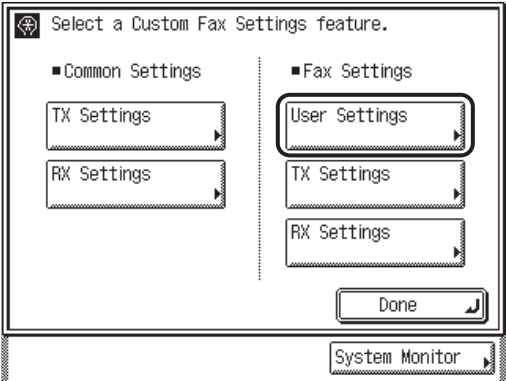 Select a Custom Fax Settings feature.
■Common Settings
TX Settings
RX Settings
■Fax Settings
User Settings
TX Settings
RX Settings
Done
System Monitor